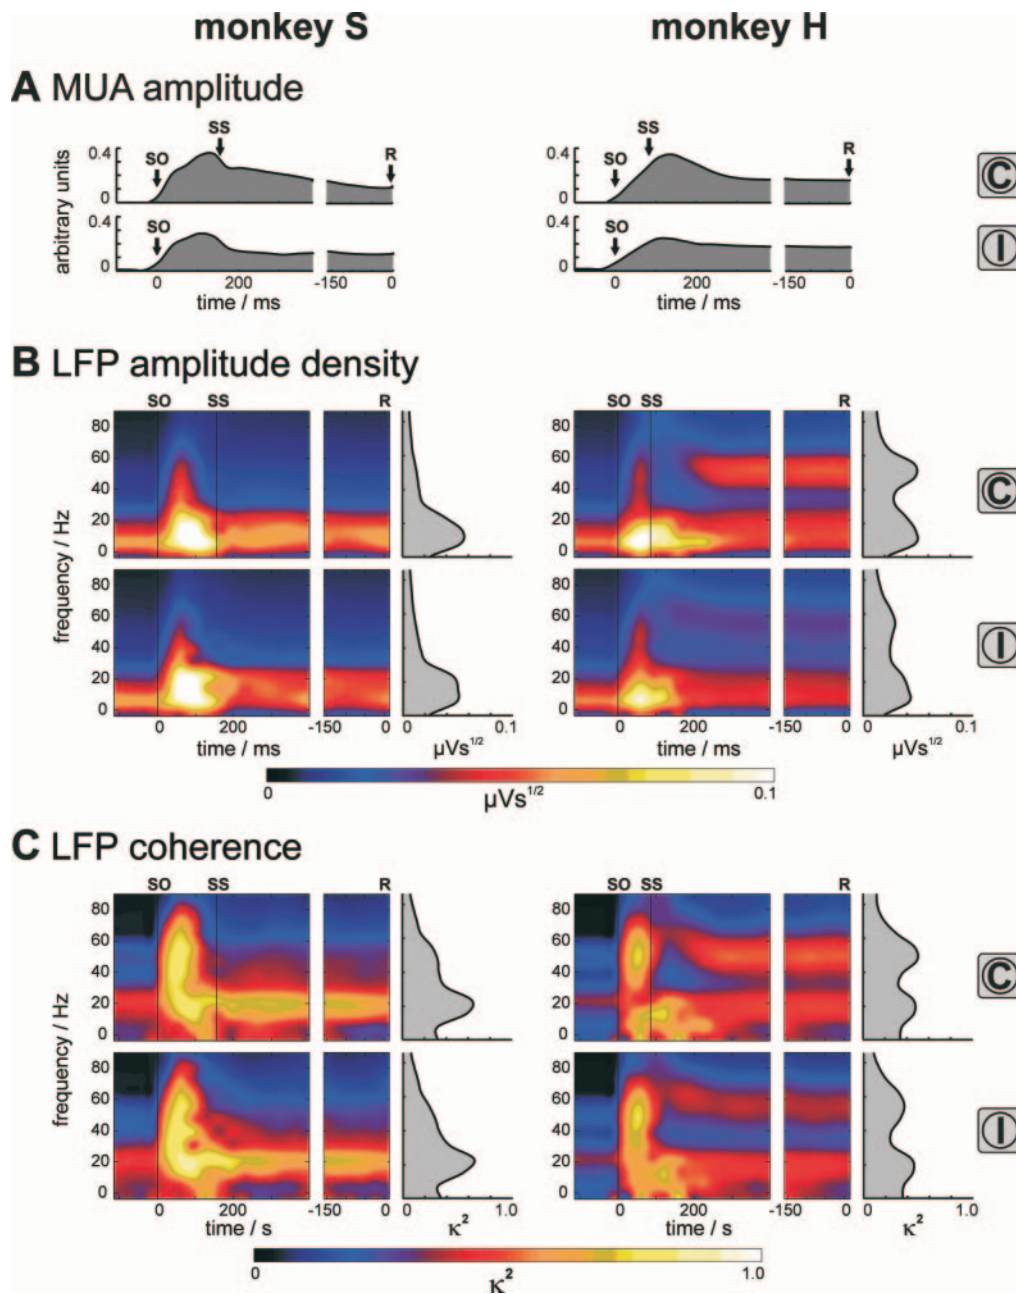 monkey S monkey H
A MUA amplitude
SS SS
SO R SO R
0.4 0.4
0 0
C
arbitrary units
SO SO
0.4 0.4
0 0
I
0 200 -150 0 0 200 -150 0
time / ms time / ms
B LFP amplitude density
SO SS R SO SS R
80 80
60 60
40 40
20 20
0 0
C
frequency / Hz
80 80
60 60
40 40
20 20
0 0
I
0 200 -150 0 0 0.1 0 200 -150 0 0 0.1
time / ms µVs1/2 time / ms µVs1/2
0 µVs1/2 0.1
C LFP coherence
SO SS R SO SS R
80 80
60 60
40 40
20 20
0 0
C
frequency / Hz
80 80
60 60
40 40
20 20
0 0
I
0 200 -150 0 0 1.0 0 200 -150 0 0 1.0
time / s κ2 time / s κ2
0 κ2 1.0